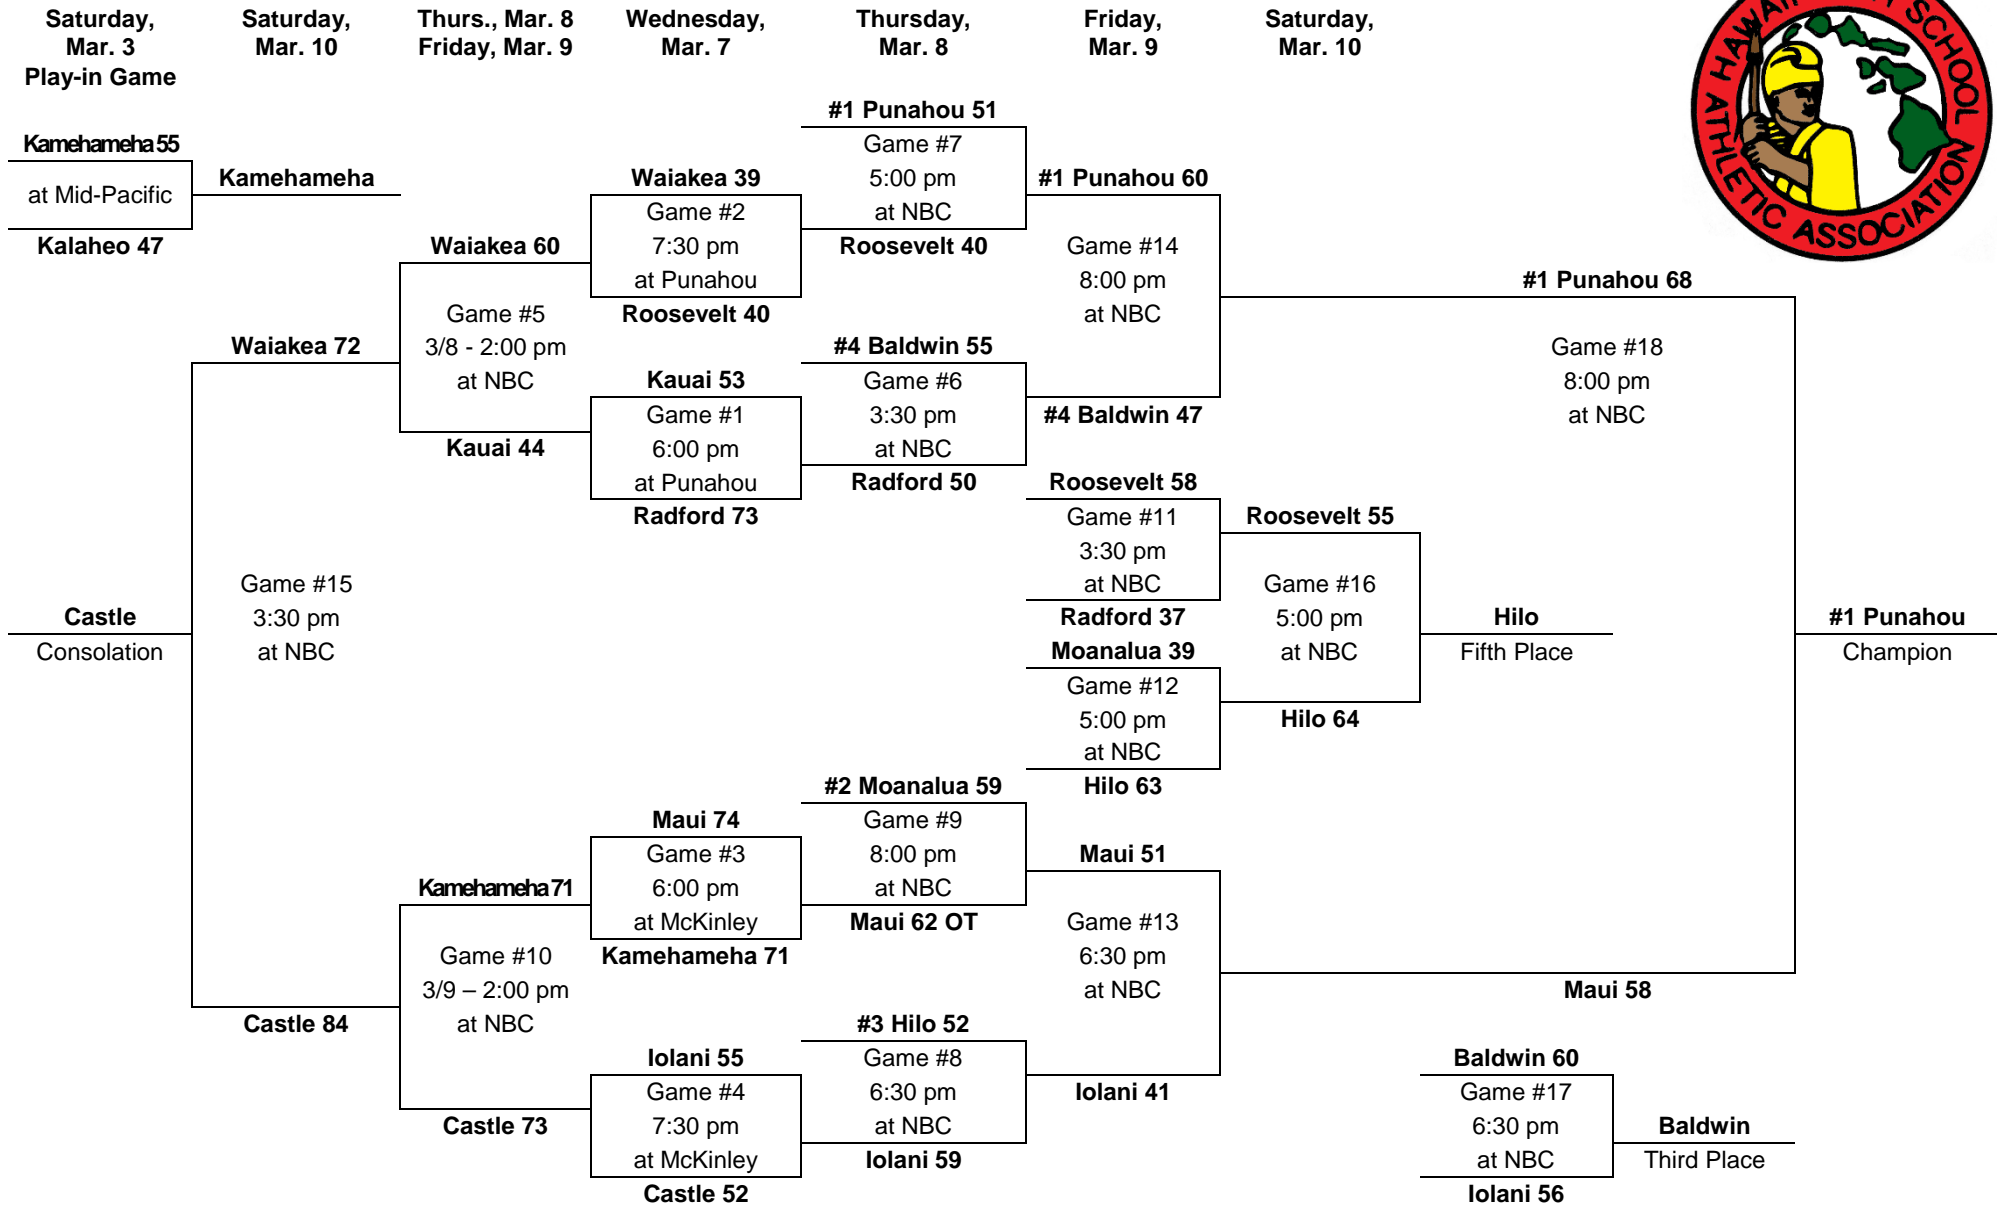 Saturday,
Mar. 3
Play-in Game
Saturday,
Mar. 10
Thurs., Mar. 8
Friday, Mar. 9
Wednesday,
Mar. 7
Thursday,
Mar. 8
Friday,
Mar. 9
Saturday,
Mar. 10
HAWAII HIGH SCHOOL ATHLETIC ASSOCIATION
Kamehameha 55
at Mid-Pacific
Kalaheo 47
Kamehameha
Waiakea 72
Game #15
3:30 pm
at NBC
Castle 84
Castle
Consolation
Waiakea 60
Game #5
3/8 - 2:00 pm
at NBC
Kauai 44
Kamehameha 71
Game #10
3/9 – 2:00 pm
at NBC
Castle 73
Waiakea 39
Game #2
7:30 pm
at Punahou
Roosevelt 40
Kauai 53
Game #1
6:00 pm
at Punahou
Radford 73
Maui 74
Game #3
6:00 pm
at McKinley
Kamehameha 71
Iolani 55
Game #4
7:30 pm
at McKinley
Castle 52
#1 Punahou 51
Game #7
5:00 pm
at NBC
Roosevelt 40
#4 Baldwin 55
Game #6
3:30 pm
at NBC
Radford 50
#2 Moanalua 59
Game #9
8:00 pm
at NBC
Maui 62 OT
#3 Hilo 52
Game #8
6:30 pm
at NBC
Iolani 59
#1 Punahou 60
Game #14
8:00 pm
at NBC
#4 Baldwin 47
Roosevelt 58
Game #11
3:30 pm
at NBC
Radford 37
Moanalua 39
Game #12
5:00 pm
at NBC
Hilo 63
Maui 51
Game #13
6:30 pm
at NBC
Iolani 41
Roosevelt 55
Game #16
5:00 pm
at NBC
Hilo 64
Hilo
Fifth Place
#1 Punahou 68
Game #18
8:00 pm
at NBC
Maui 58
#1 Punahou
Champion
Baldwin 60
Game #17
6:30 pm
at NBC
Iolani 56
Baldwin
Third Place